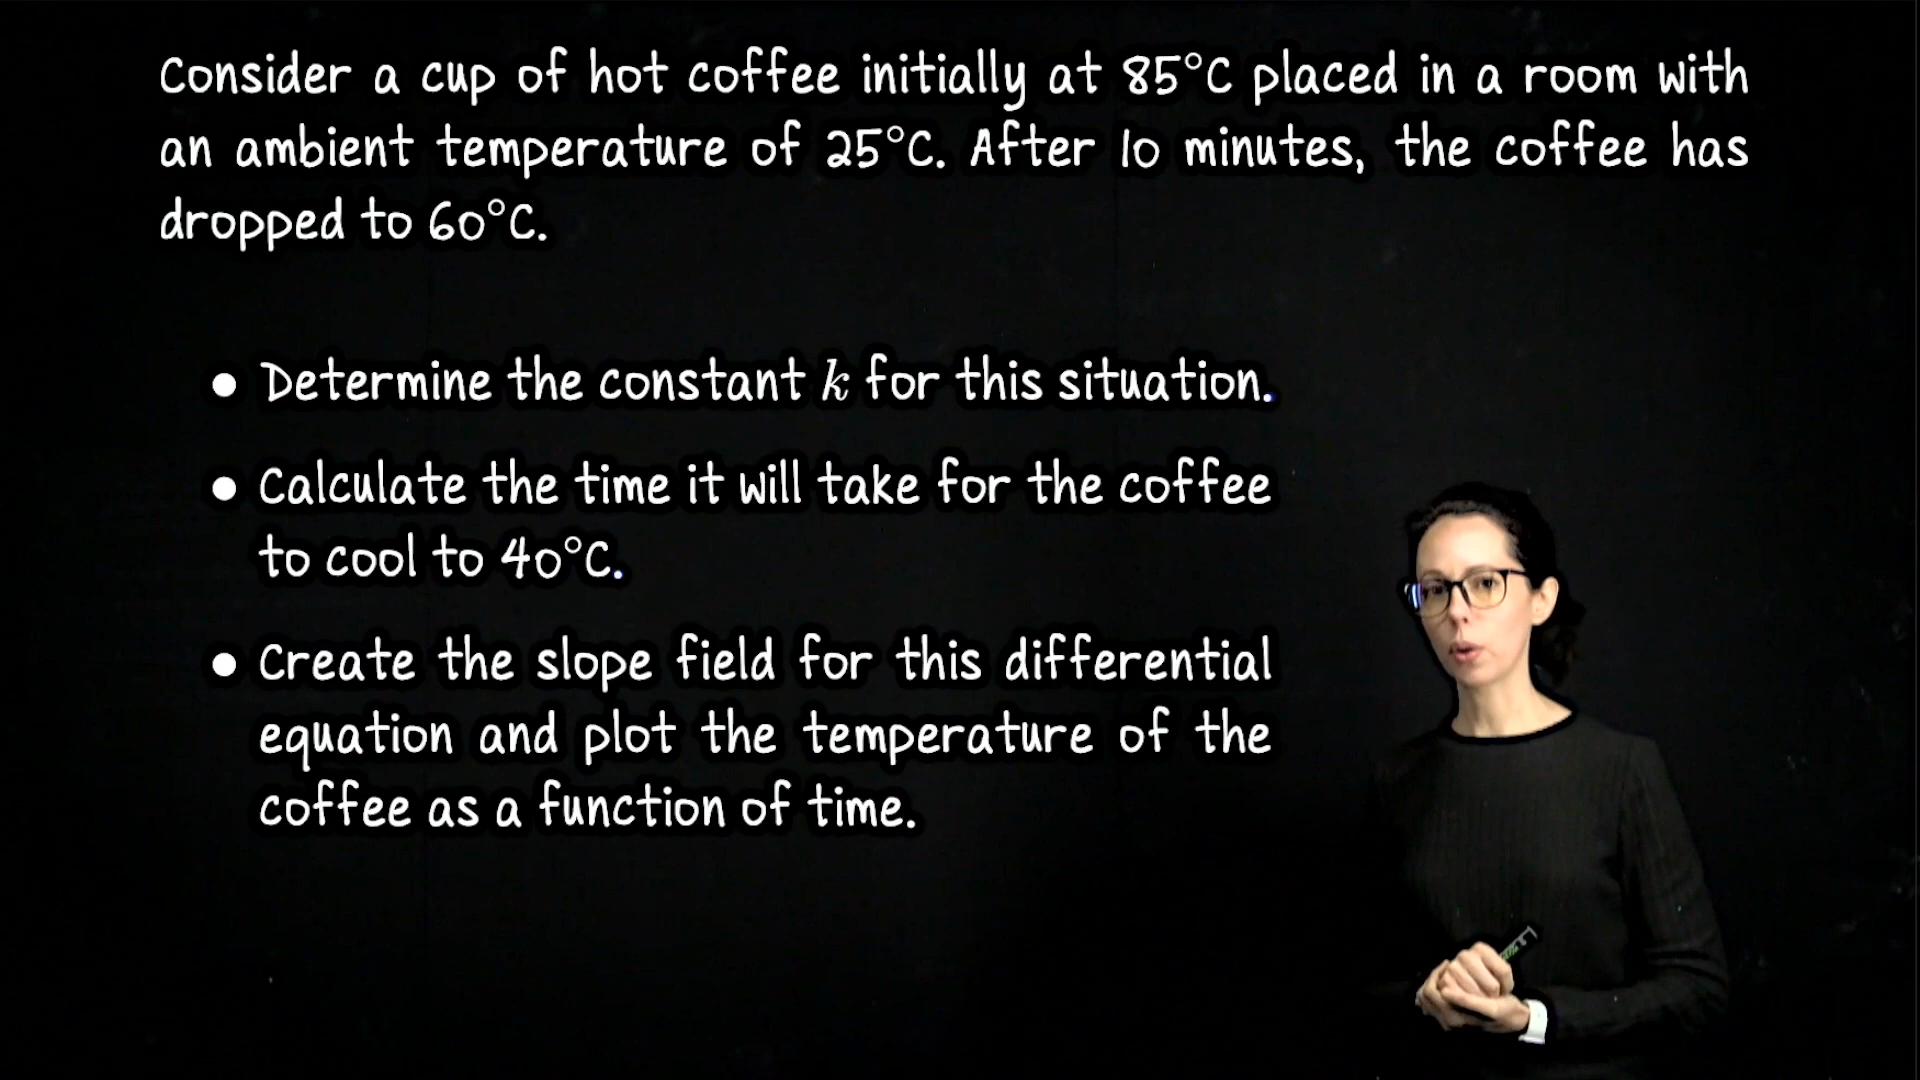 Consider a cup of hot coffee initially at 85°C placed in a room with
an ambient temperature of 25°C. After 10 minutes, the coffee has
dropped to 60°C.
• Determine the constant k for this situation.
• Calculate the time it will take for the coffee
to cool to 40°C.
• Create the slope field for this differential
equation and plot the temperature of the
coffee as a function of time.